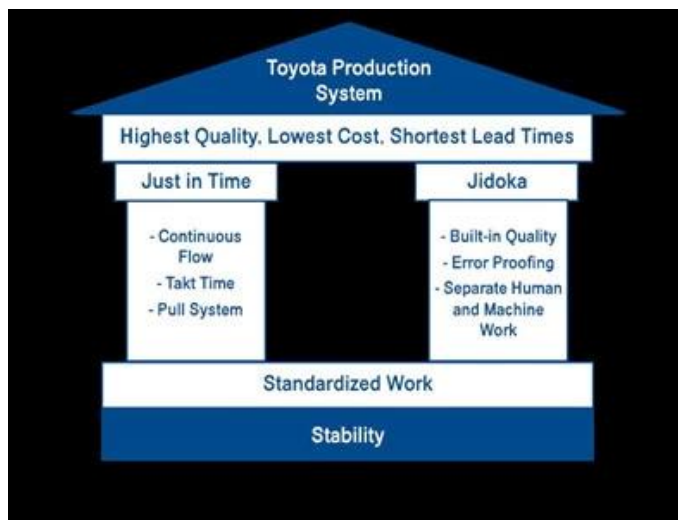 Toyota Production
System
Highest Quality, Lowest Cost, Shortest Lead Times
Just in Time
- Continuous
Flow
- Takt Time
- Pull System
Jidoka
- Built-in Quality
- Error Proofing
- Separate Human
and Machine
Work
Standardized Work
Stability